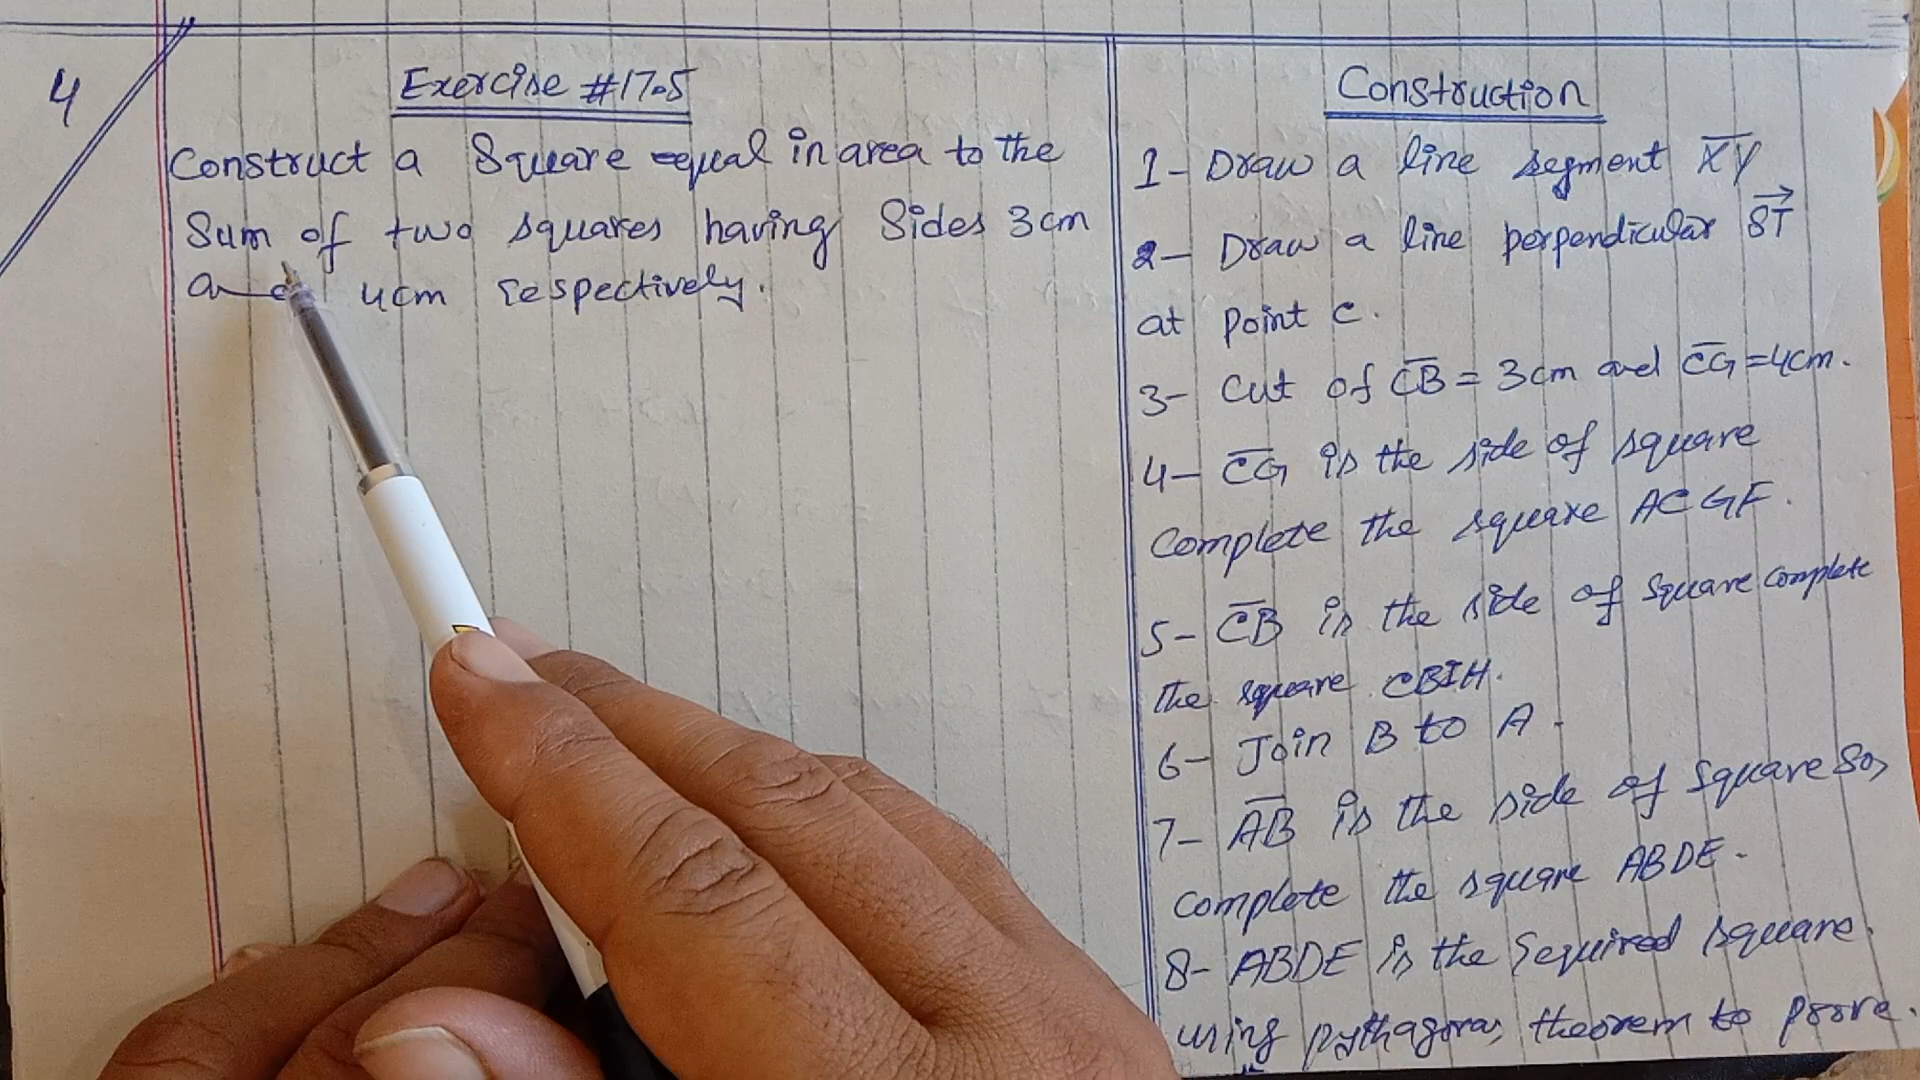 4
Exercise #17.5
Construct a Square equal in area to the
Sum of two squares having Sides 3cm
4cm respectively.
Construction
1- Draw a line segment XY
2- Draw a line perpendicular ST
at point C.
3- Cut of CB = 3cm and CG = 4cm.
4- CG is the side of square
complete the square ACGF.
5- CB is the side of square complete
the square CBIH.
6- Join B to A.
7- AB is the side of square so,
complete the square ABDE.
8- ABDE is the required square.
using pythagoras theorem to prove.